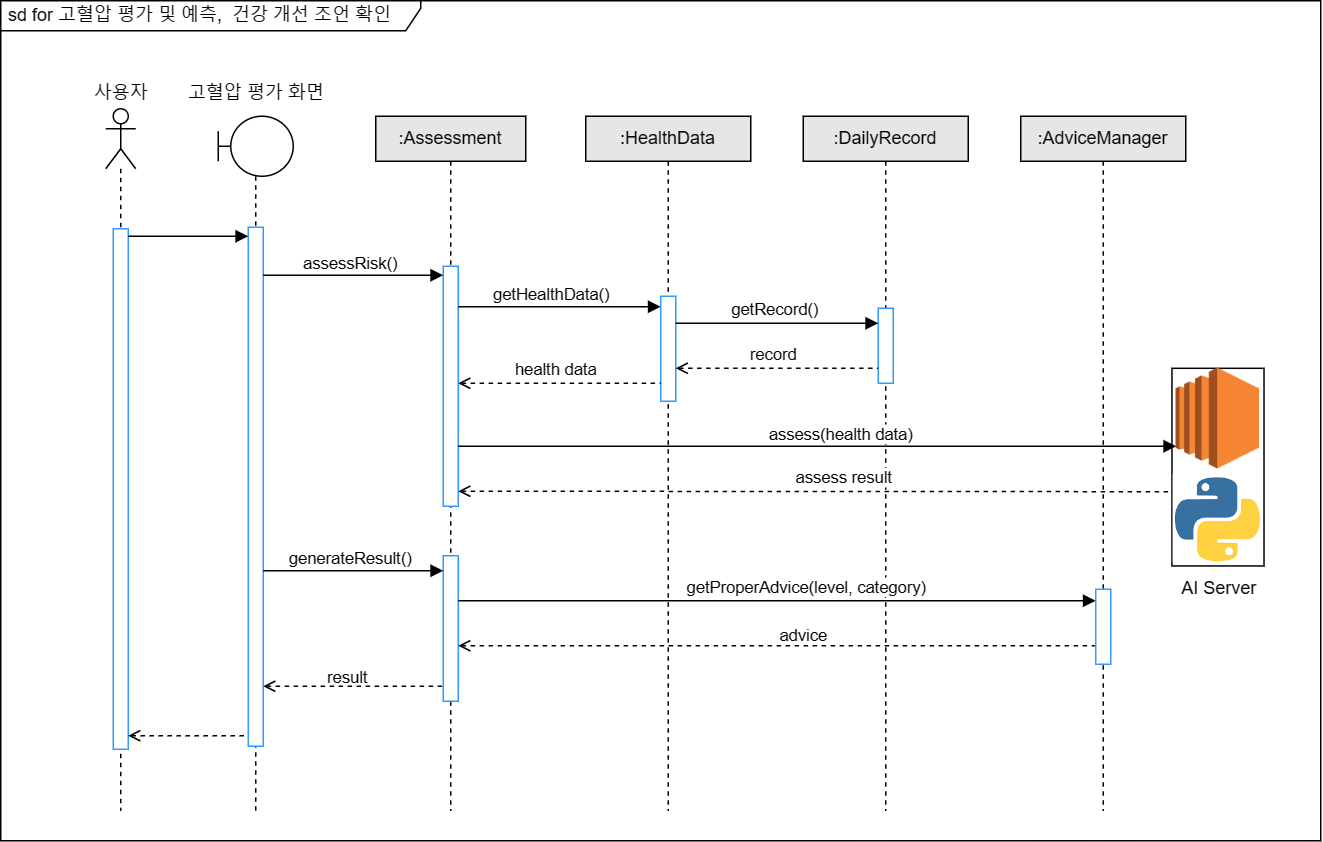 sd for 고혈압 평가 및 예측, 건강 개선 조언 확인
사용자
고혈압 평가 화면
:Assessment
:HealthData
:DailyRecord
:AdviceManager
assessRisk()
getHealthData()
getRecord()
record
health data
assess(health data)
assess result
generateResult()
getProperAdvice(level, category)
AI Server
advice
result